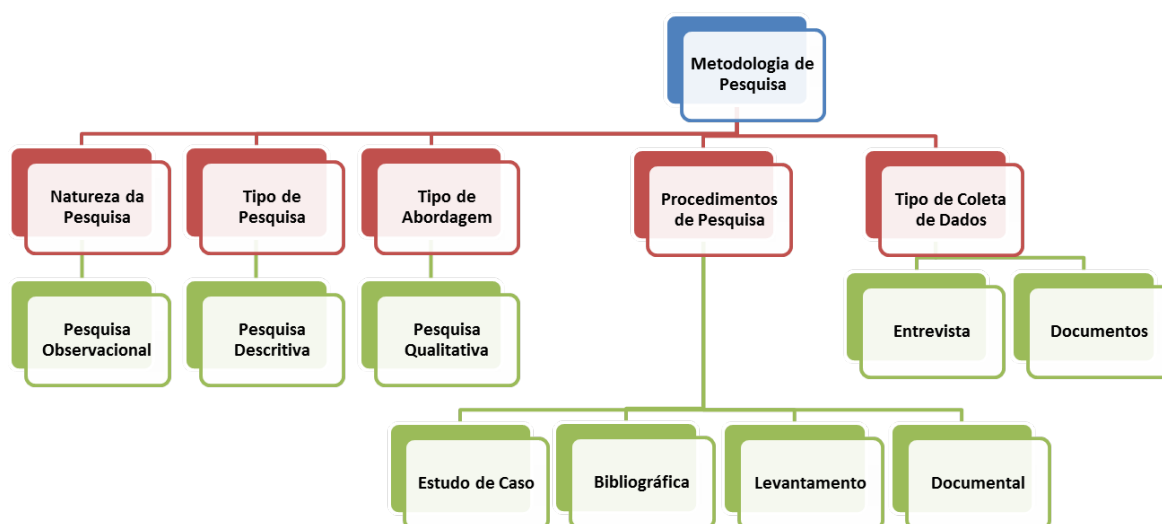 Metodologia de
Pesquisa
Natureza da
Pesquisa
Tipo de
Pesquisa
Tipo de
Abordagem
Procedimentos
de Pesquisa
Tipo de Coleta
de Dados
Pesquisa
Observacional
Pesquisa
Descritiva
Pesquisa
Qualitativa
Entrevista
Documentos
Estudo de Caso
Bibliográfica
Levantamento
Documental